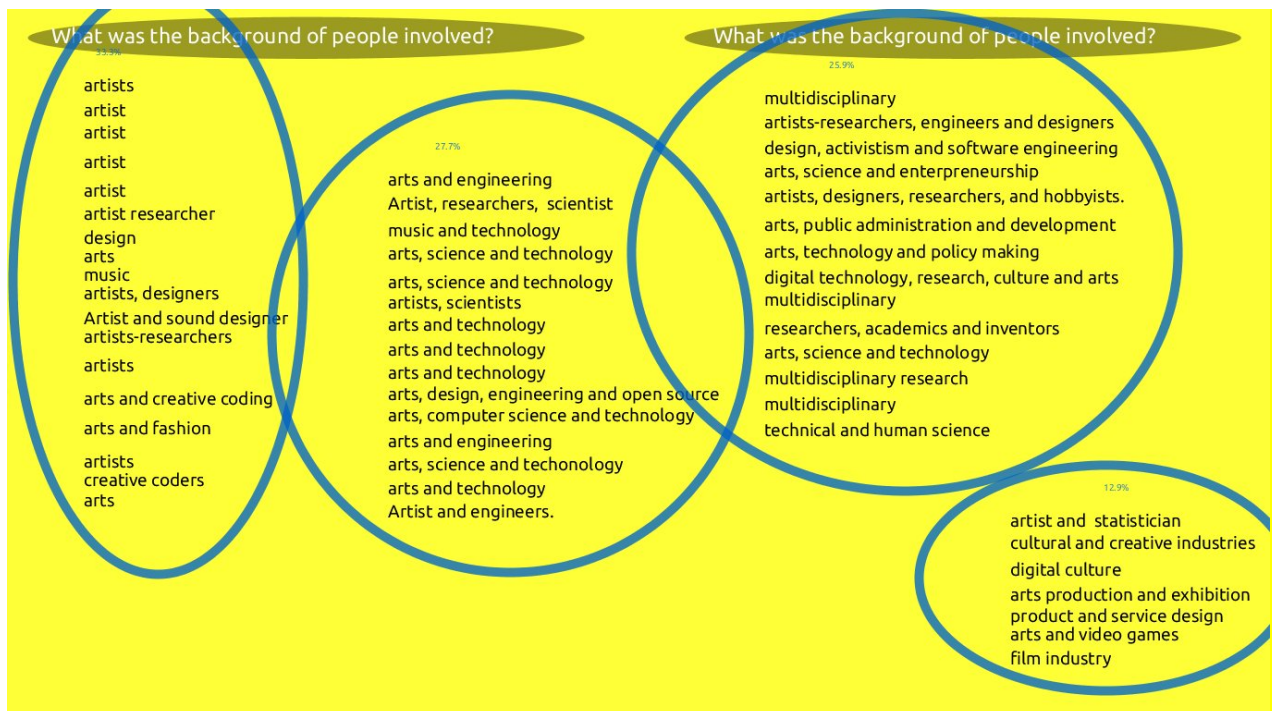 What was the background of people involved?
33.3%
artists
artist
artist
artist
artist
artist researcher
design
arts
music
artists, designers
Artist and sound designer
artists-researchers
artists
arts and creative coding
arts and fashion
artists
creative coders
arts
27.7%
arts and engineering
Artist, researchers, scientist
music and technology
arts, science and technology
arts, science and technology
artists, scientists
arts and technology
arts and technology
arts and technology
arts, design, engineering and open source
arts, computer science and technology
arts and engineering
arts, science and techonology
arts and technology
Artist and engineers.
What was the background of people involved?
25.9%
multidisciplinary
artists-researchers, engineers and designers
design, activistism and software engineering
arts, science and enterpreneurship
artists, designers, researchers, and hobbyists.
arts, public administration and development
arts, technology and policy making
digital technology, research, culture and arts
multidisciplinary
researchers, academics and inventors
arts, science and technology
multidisciplinary research
multidisciplinary
technical and human science
12.9%
artist and statistician
cultural and creative industries
digital culture
arts production and exhibition
product and service design
arts and video games
film industry